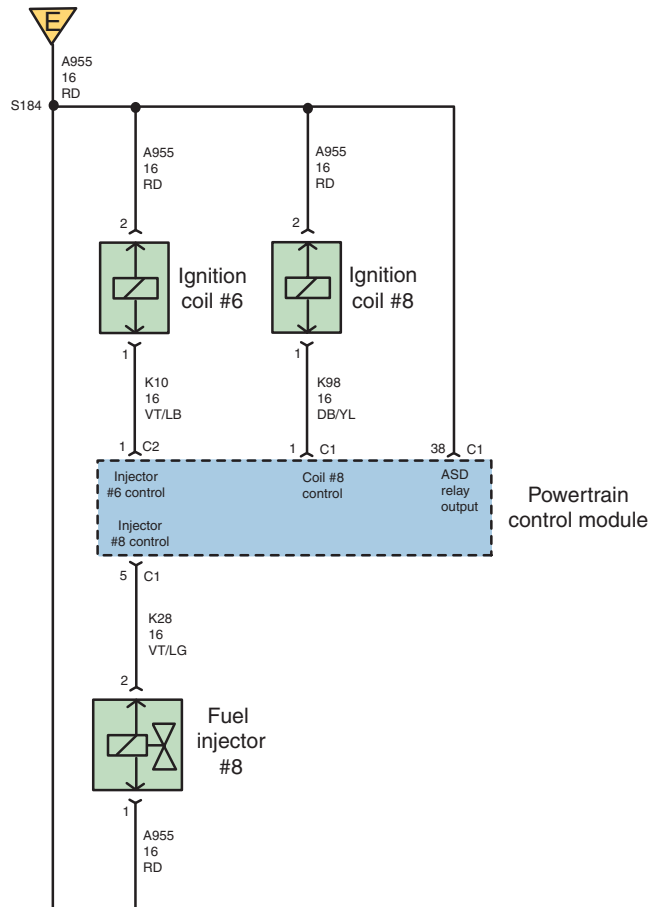 E
A955
16
RD
S184
A955
16
RD
A955
16
RD
2
2
Ignition
coil #6
Ignition
coil #8
1
1
K10
16
VT/LB
K98
16
DB/YL
1 C2
1 C1
38 C1
Injector
#6 control
Coil #8
control
ASD
relay
output
Injector
#8 control
Powertrain
control module
5 C1
K28
16
VT/LG
2
Fuel
injector
#8
1
A955
16
RD